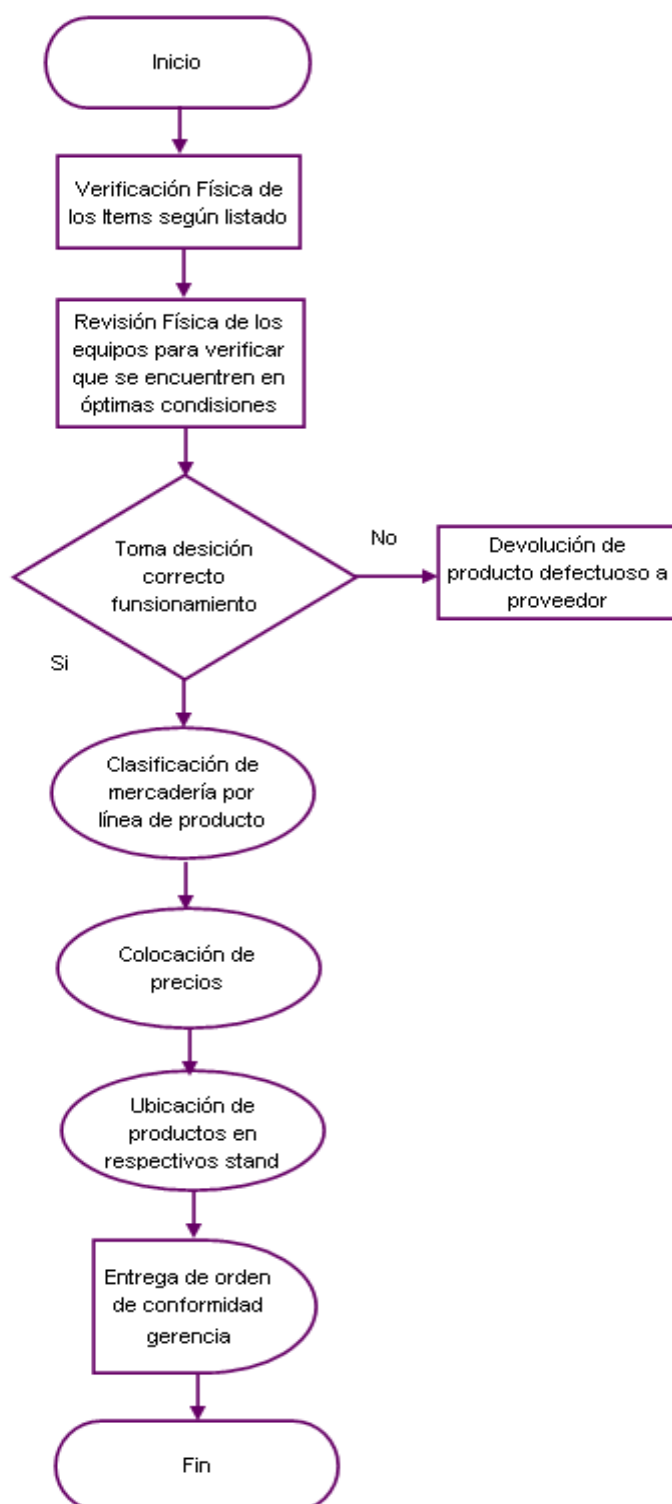 Inicio
Verificación Física de
los Items según listado
Revisión Física de los
equipos para verificar
que se encuentren en
óptimas condisiones
Toma desición
correcto
funsionamiento
No
Devolución de
producto defectuoso a
proveedor
Si
Clasificación de
mercadería por
línea de producto
Colocación de
precios
Ubicación de
productos en
respectivos stand
Entrega de orden
de conformidad
gerencia
Fin